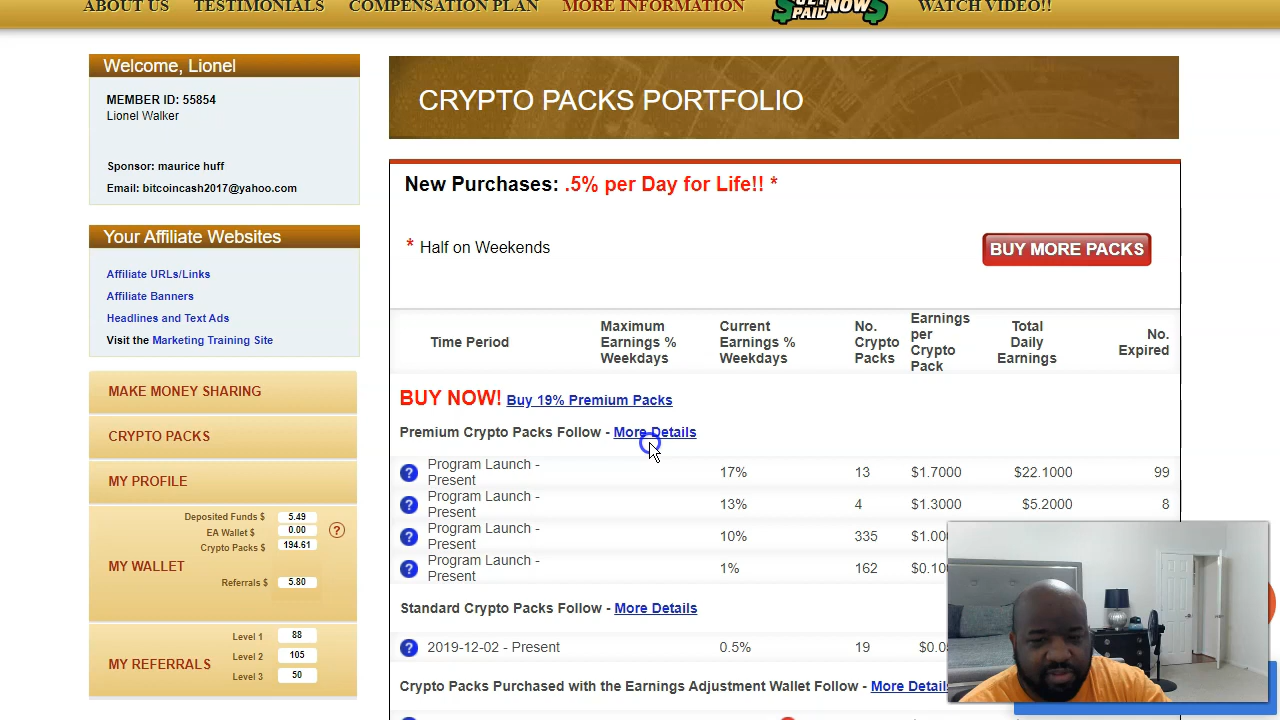 ABOUT US TESTIMONIALS COMPENSATION PLAN MORE INFORMATION GET PAID NOW WATCH VIDEO!!
Welcome, Lionel
MEMBER ID: 55854
Lionel Walker
Sponsor: maurice huff
Email: bitcoincash2017@yahoo.com
Your Affiliate Websites
Affiliate URLs/Links
Affiliate Banners
Headlines and Text Ads
Visit the Marketing Training Site
MAKE MONEY SHARING
CRYPTO PACKS
MY PROFILE
MY WALLET
Deposited Funds $ 5.49
EA Wallet $ 0.00 ?
Crypto Packs $ 194.61
Referrals $ 5.80
MY REFERRALS
Level 1 88
Level 2 105
Level 3 50
CRYPTO PACKS PORTFOLIO
New Purchases: .5% per Day for Life!! *
* Half on Weekends
BUY MORE PACKS
Time Period
Maximum Earnings % Weekdays
Current Earnings % Weekdays
No. Crypto Packs
Earnings per Crypto Pack
Total Daily Earnings
No. Expired
BUY NOW! Buy 19% Premium Packs
Premium Crypto Packs Follow - More Details
? Program Launch - Present 17% 13 $1.7000 $22.1000 99
? Program Launch - Present 13% 4 $1.3000 $5.2000 8
? Program Launch - Present 10% 335 $1.00
? Program Launch - Present 1% 162 $0.10
Standard Crypto Packs Follow - More Details
? 2019-12-02 - Present 0.5% 19 $0.0
Crypto Packs Purchased with the Earnings Adjustment Wallet Follow - More Details